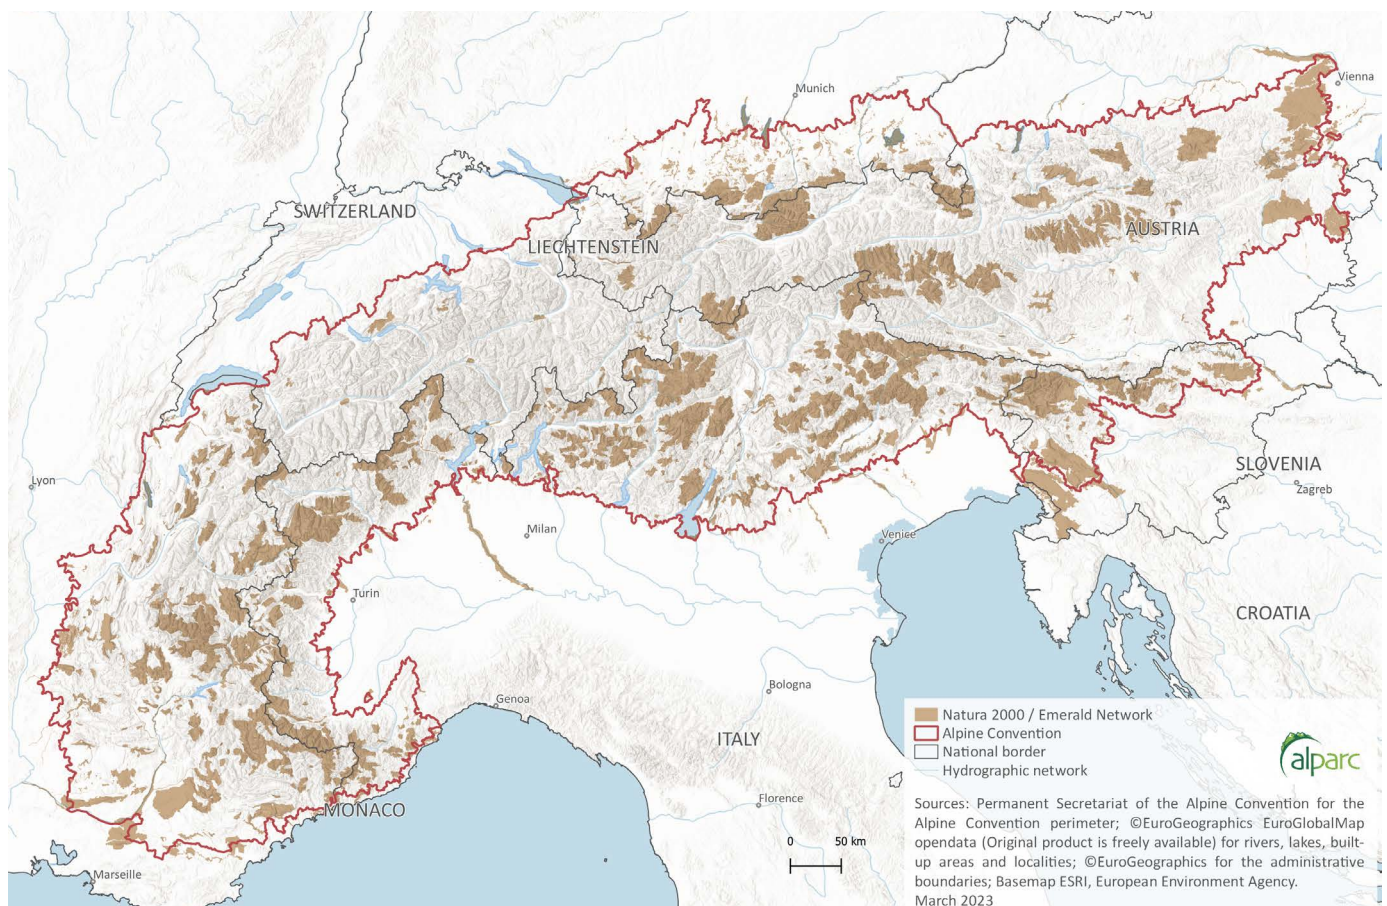 Munich
Vienna
SWITZERLAND
LIECHTENSTEIN
AUSTRIA
Lyon
SLOVENIA
Zagreb
Milan
Venice
Turin
CROATIA
Bologna
Genoa
ITALY
MONACO
Florence
Marseille
0 50 km
Natura 2000 / Emerald Network
Alpine Convention
National border
Hydrographic network
alparc
Sources: Permanent Secretariat of the Alpine Convention for the
Alpine Convention perimeter; ©EuroGeographics EuroGlobalMap
opendata (Original product is freely available) for rivers, lakes, built-
up areas and localities; ©EuroGeographics for the administrative
boundaries; Basemap ESRI, European Environment Agency.
March 2023